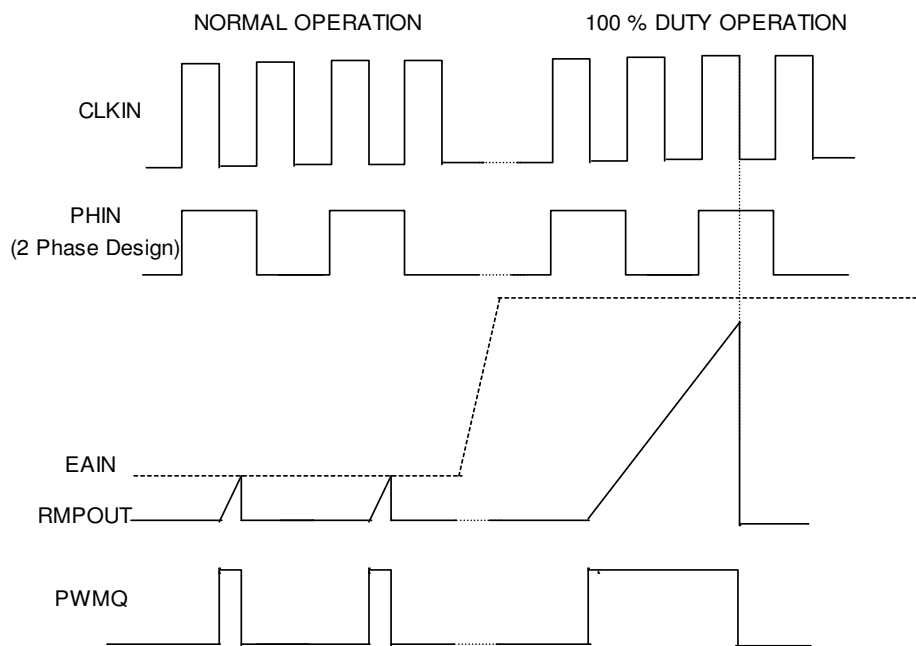 NORMAL OPERATION
100 % DUTY OPERATION
CLKIN
PHIN
(2 Phase Design)
EAIN
RMPOUT
PWMQ